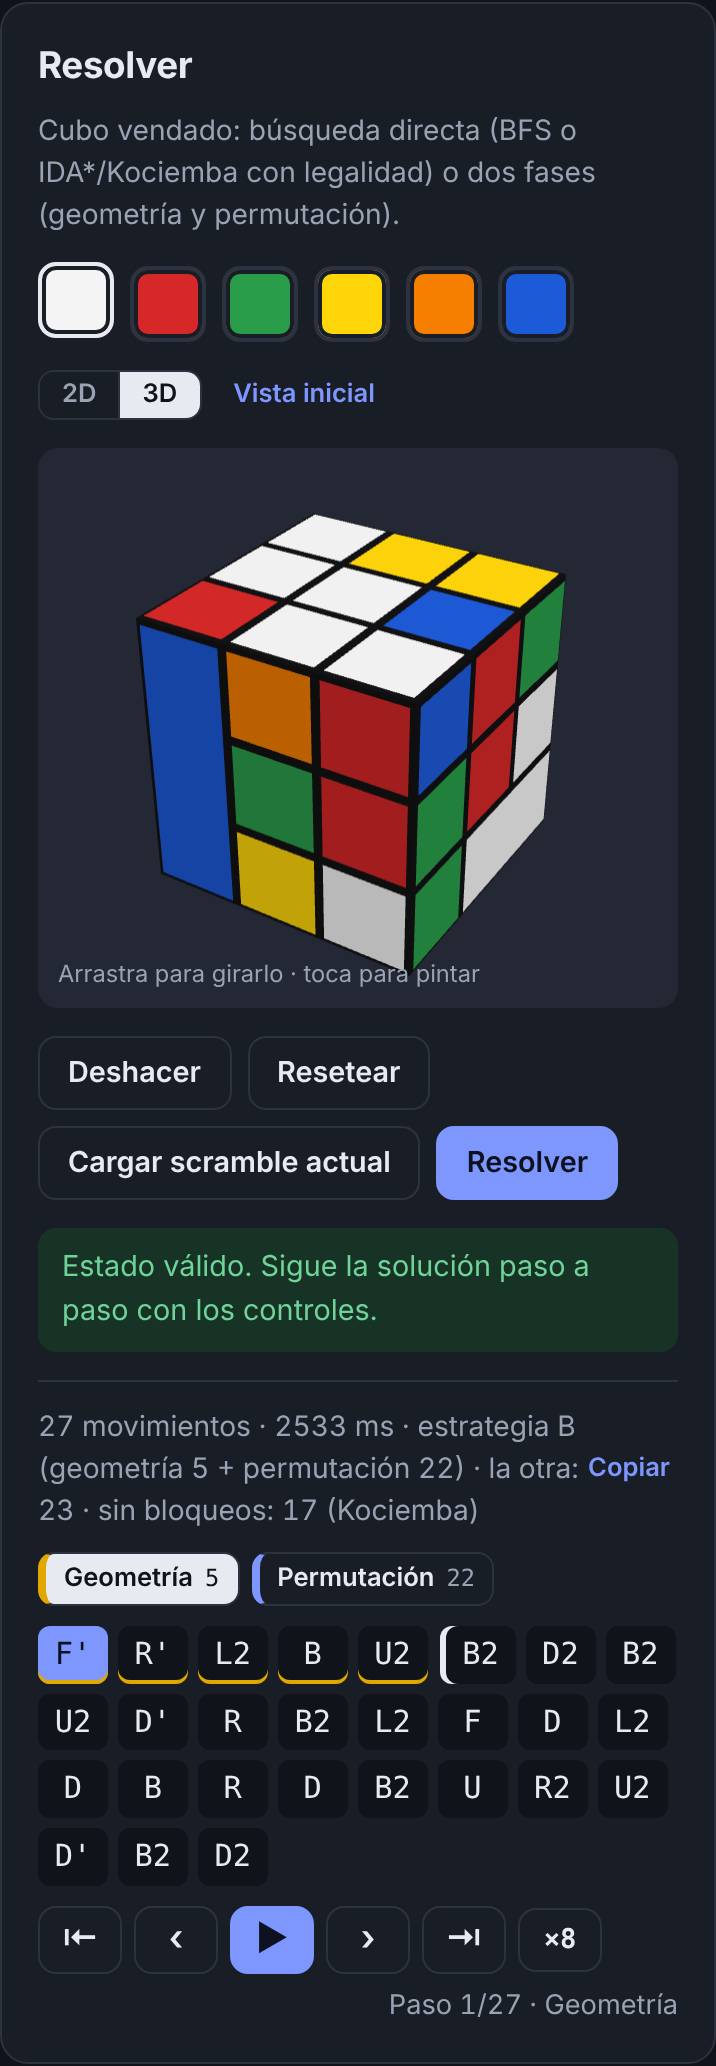 Resolver
Cubo vendado: búsqueda directa (BFS o
IDA*/Kociemba con legalidad) o dos fases
(geometría y permutación).
2D 3D Vista inicial
Arrastra para girarlo · toca para pintar
Deshacer Resetear
Cargar scramble actual Resolver
Estado válido. Sigue la solución paso a
paso con los controles.
27 movimientos · 2533 ms · estrategia B
(geometría 5 + permutación 22) · la otra: Copiar
23 · sin bloqueos: 17 (Kociemba)
Geometría 5 Permutación 22
F' R' L2 B U2 B2 D2 B2
U2 D' R B2 L2 F D L2
D B R D B2 U R2 U2
D' B2 D2
×8
Paso 1/27 · Geometría